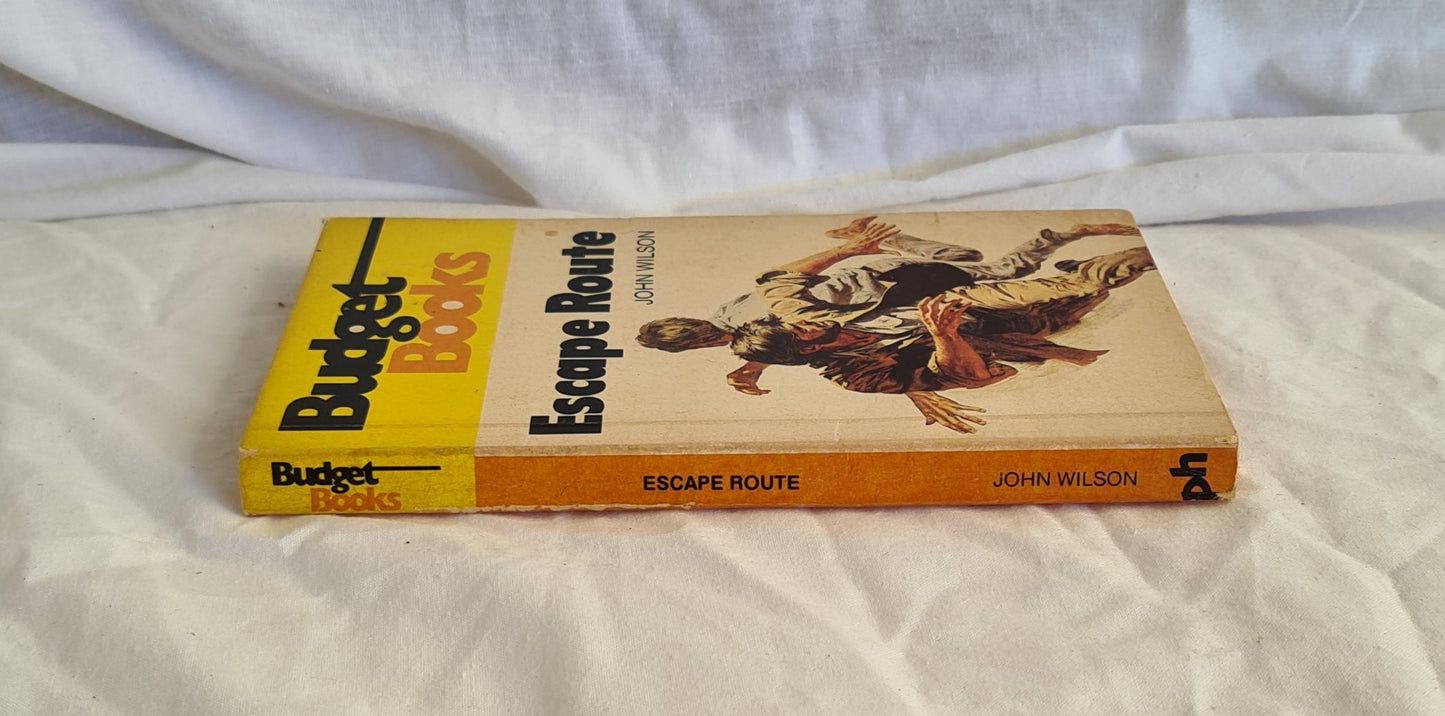 Budget
Books
Escape Route
JOHN WILSON
Budget
Books
ESCAPE ROUTE
JOHN WILSON
ph